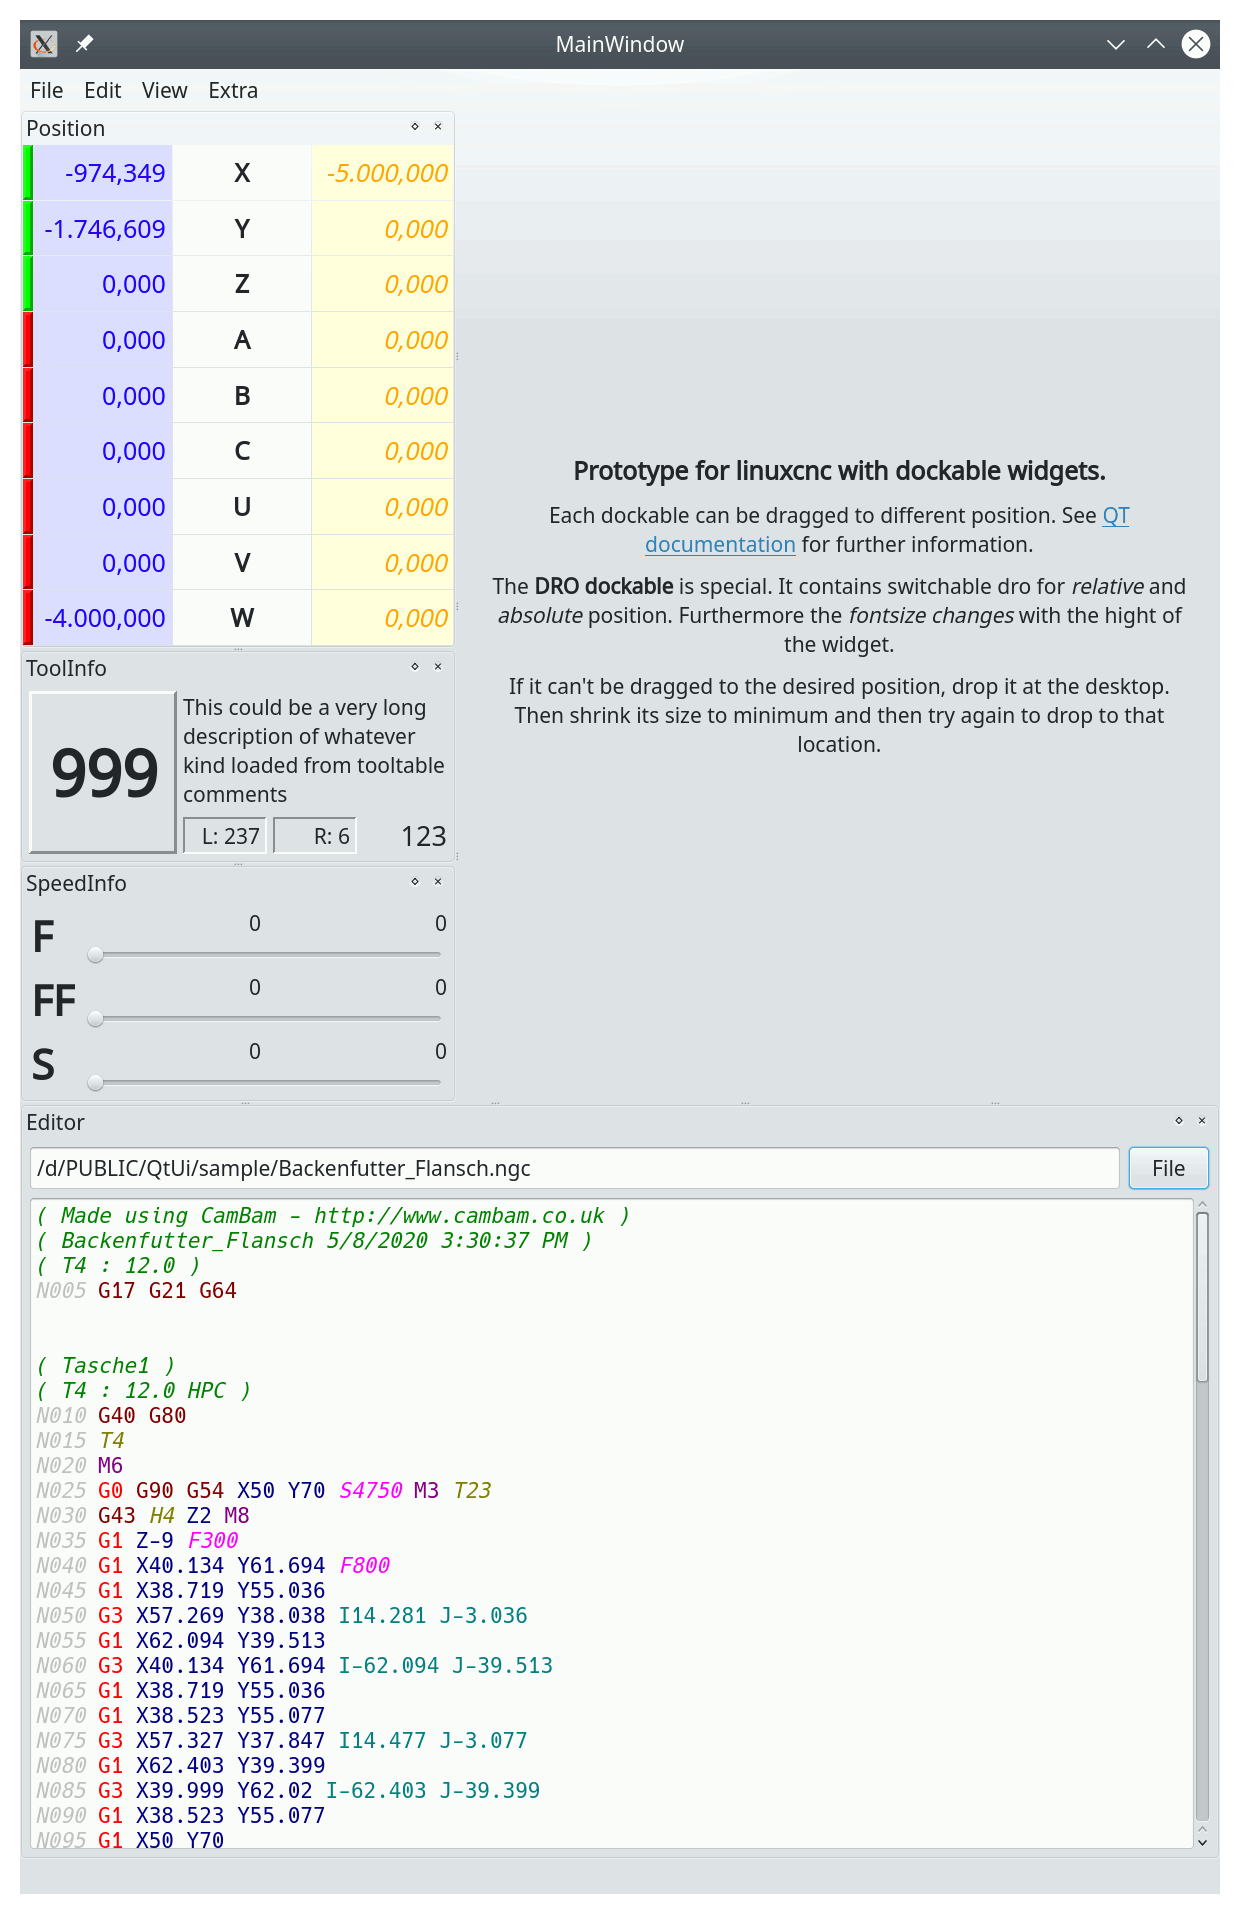 MainWindow
File Edit View Extra
Position
-974,349 X -5.000,000
-1.746,609 Y 0,000
0,000 Z 0,000
0,000 A 0,000
0,000 B 0,000
0,000 C 0,000
0,000 U 0,000
0,000 V 0,000
-4.000,000 W 0,000
ToolInfo
999
This could be a very long
description of whatever
kind loaded from tooltable
comments
L: 237 R: 6 123
SpeedInfo
F 0 0
FF 0 0
S 0 0
Prototype for linuxcnc with dockable widgets.
Each dockable can be dragged to different position. See QT
documentation for further information.
The DRO dockable is special. It contains switchable dro for relative and
absolute position. Furthermore the fontsize changes with the hight of
the widget.
If it can't be dragged to the desired position, drop it at the desktop.
Then shrink its size to minimum and then try again to drop to that
location.
Editor
/d/PUBLIC/QtUi/sample/Backenfutter_Flansch.ngc File
( Made using CamBam - http://www.cambam.co.uk )
( Backenfutter_Flansch 5/8/2020 3:30:37 PM )
( T4 : 12.0 )
N005 G17 G21 G64
( Tasche1 )
( T4 : 12.0 HPC )
N010 G40 G80
N015 T4
N020 M6
N025 G0 G90 G54 X50 Y70 S4750 M3 T23
N030 G43 H4 Z2 M8
N035 G1 Z-9 F300
N040 G1 X40.134 Y61.694 F800
N045 G1 X38.719 Y55.036
N050 G3 X57.269 Y38.038 I14.281 J-3.036
N055 G1 X62.094 Y39.513
N060 G3 X40.134 Y61.694 I-62.094 J-39.513
N065 G1 X38.719 Y55.036
N070 G1 X38.523 Y55.077
N075 G3 X57.327 Y37.847 I14.477 J-3.077
N080 G1 X62.403 Y39.399
N085 G3 X39.999 Y62.02 I-62.403 J-39.399
N090 G1 X38.523 Y55.077
N095 G1 X50 Y70